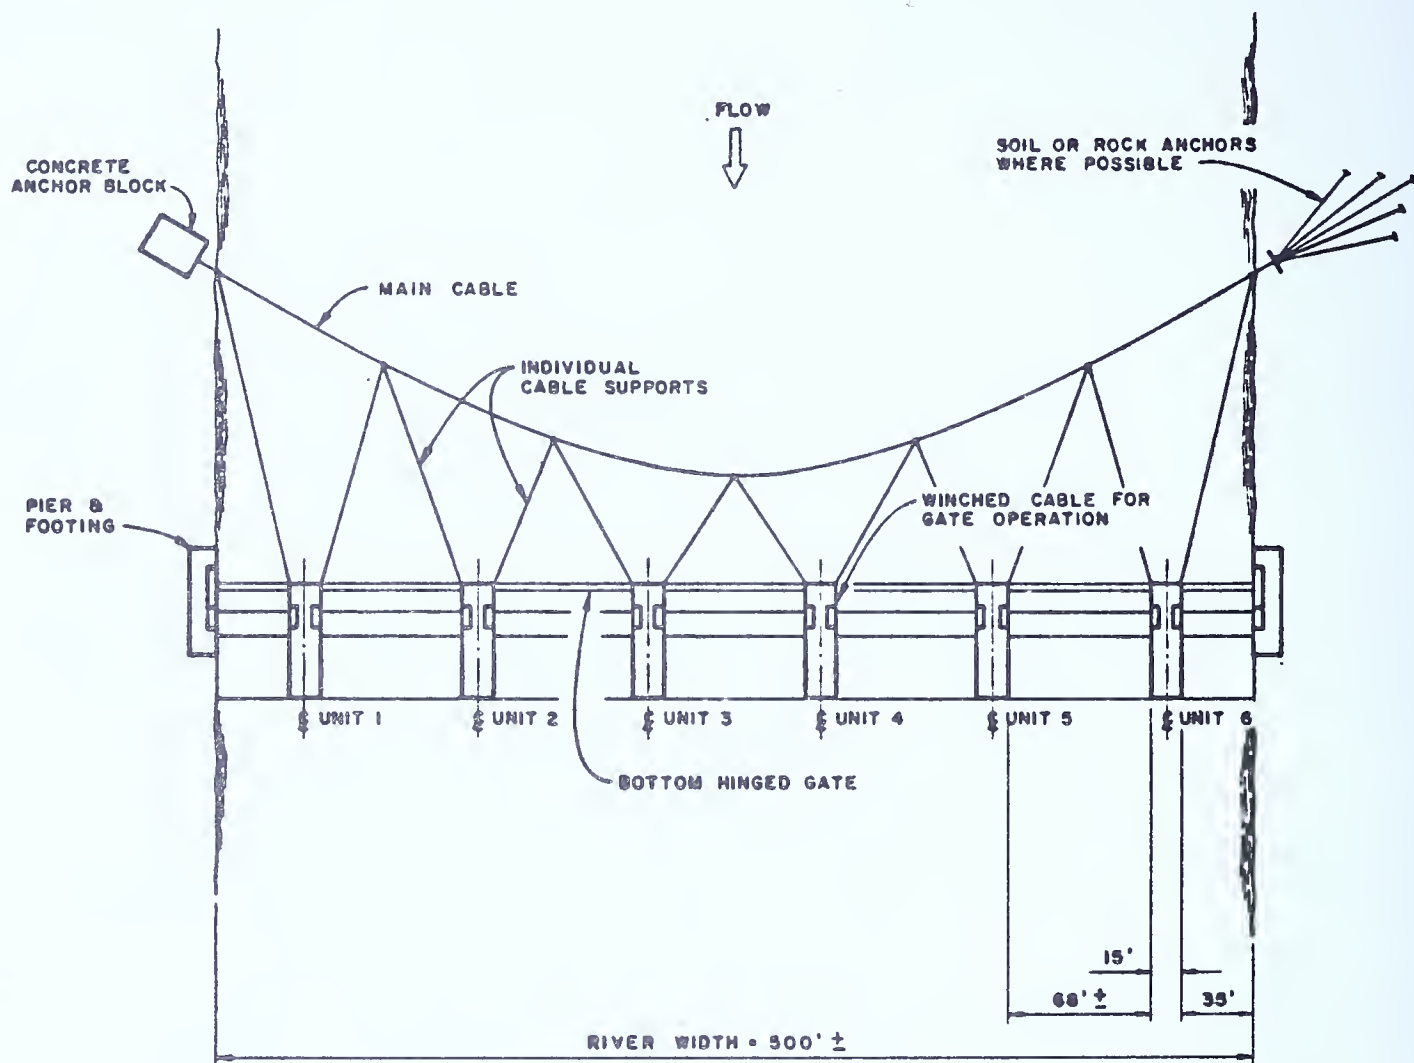 FLOW
SOIL OR ROCK ANCHORS
WHERE POSSIBLE
CONCRETE
ANCHOR BLOCK
MAIN CABLE
INDIVIDUAL
CABLE SUPPORTS
WINCHED CABLE FOR
GATE OPERATION
PIER &
FOOTING
℄ UNIT 1
℄ UNIT 2
℄ UNIT 3
℄ UNIT 4
℄ UNIT 5
℄ UNIT 6
BOTTOM HINGED GATE
15'
68' ±
35'
RIVER WIDTH = 500' ±